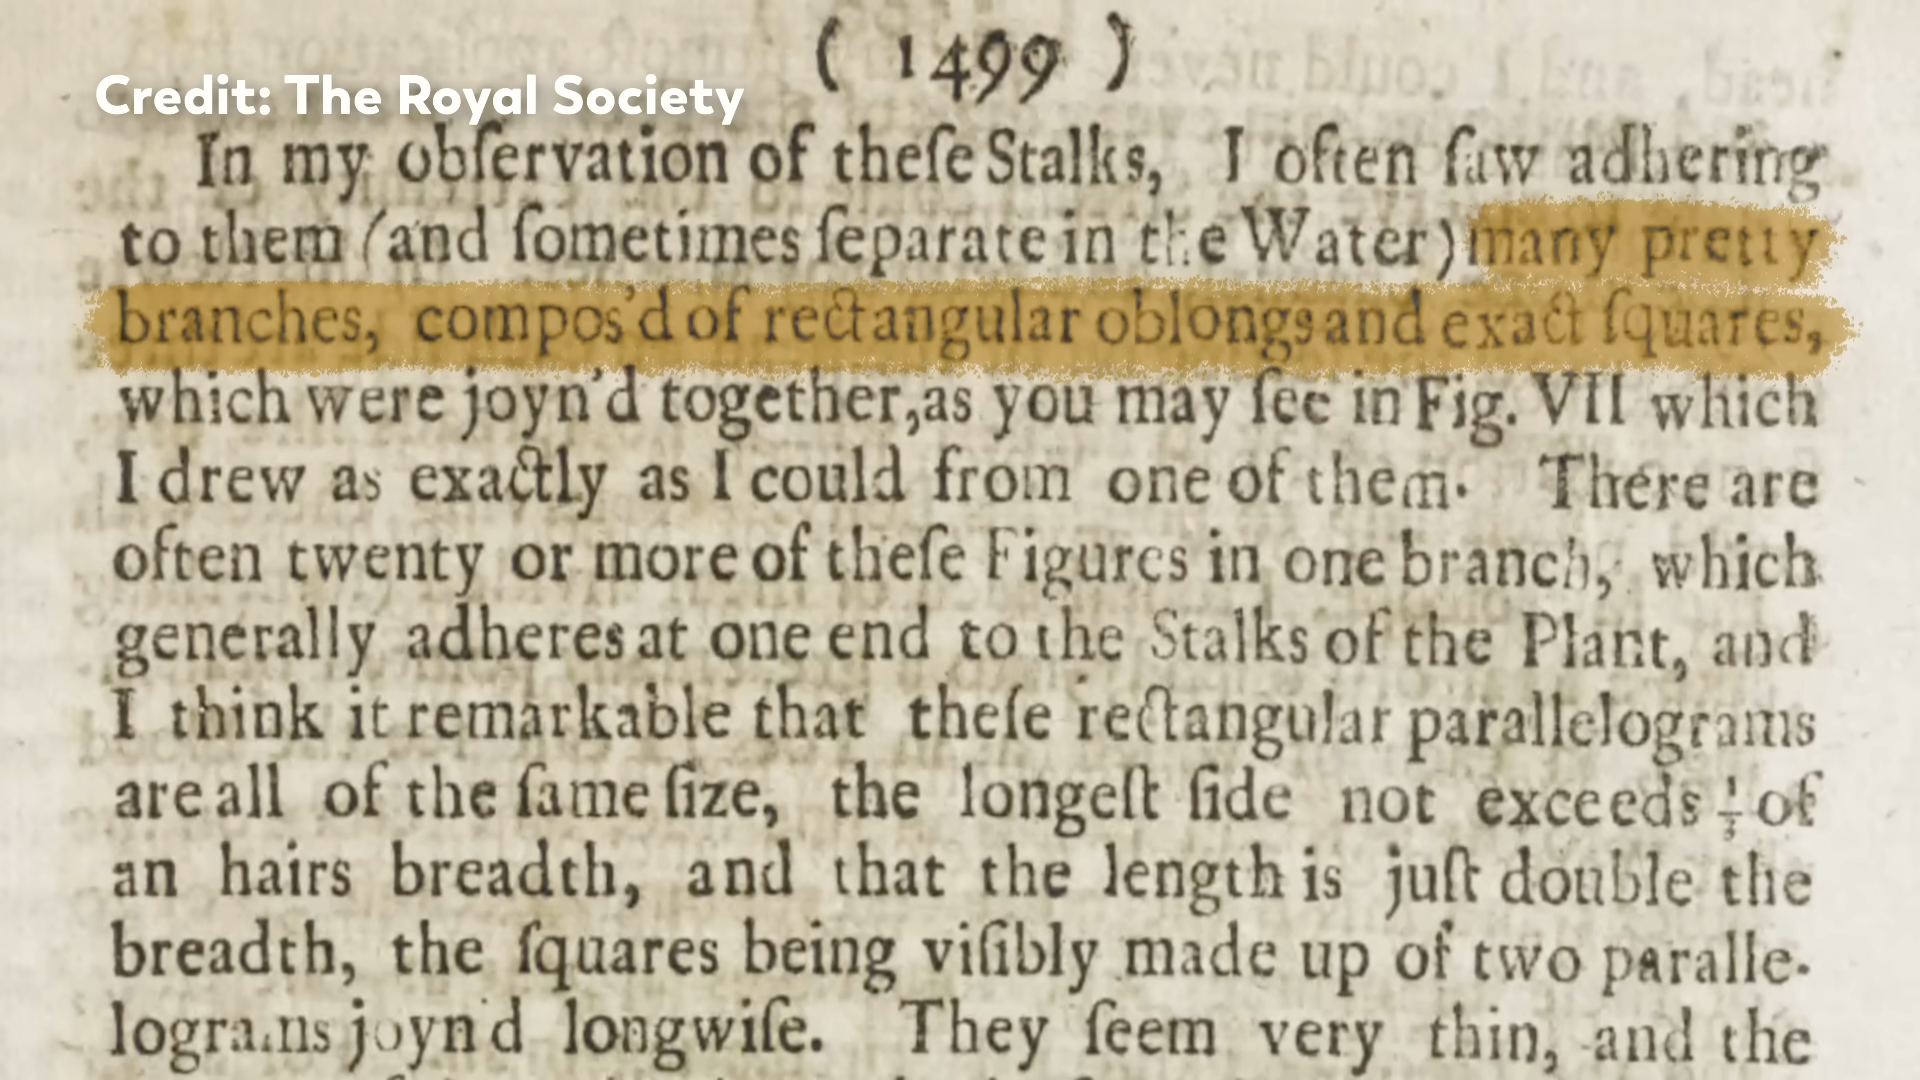 ( 1499 )
Credit: The Royal Society
In my obſervation of theſe Stalks, I often ſaw adhering
to them (and ſometimes ſeparate in the Water) many pretty
branches, compos'd of rectangular oblongs and exact ſquares,
which were joyn'd together, as you may ſee in Fig. VII which
I drew as exactly as I could from one of them. There are
often twenty or more of theſe Figures in one branch, which
generally adheres at one end to the Stalks of the Plant, and
I think it remarkable that theſe rectangular parallelograms
are all of the ſame ſize, the longeſt ſide not exceeds ⅓ of
an hairs breadth, and that the length is juſt double the
breadth, the ſquares being viſibly made up of two paralle-
lograms joyn'd longwiſe. They ſeem very thin, and the